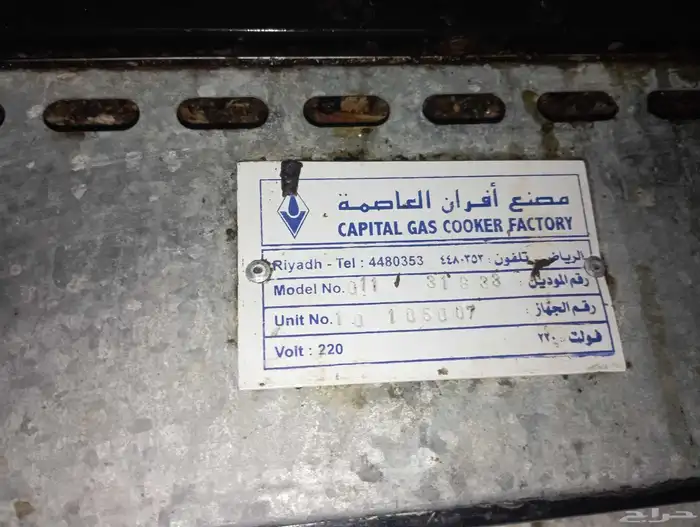 مصنع أفران العاصمة
CAPITAL GAS COOKER FACTORY
Riyadh - Tel : 4480353 الرياض تلفون : ٤٤٨٠٣٥٣
Model No. 011 رقم الموديل :
Unit No. رقم الجهاز :
Volt : 220 فولت ٢٢٠
حراج